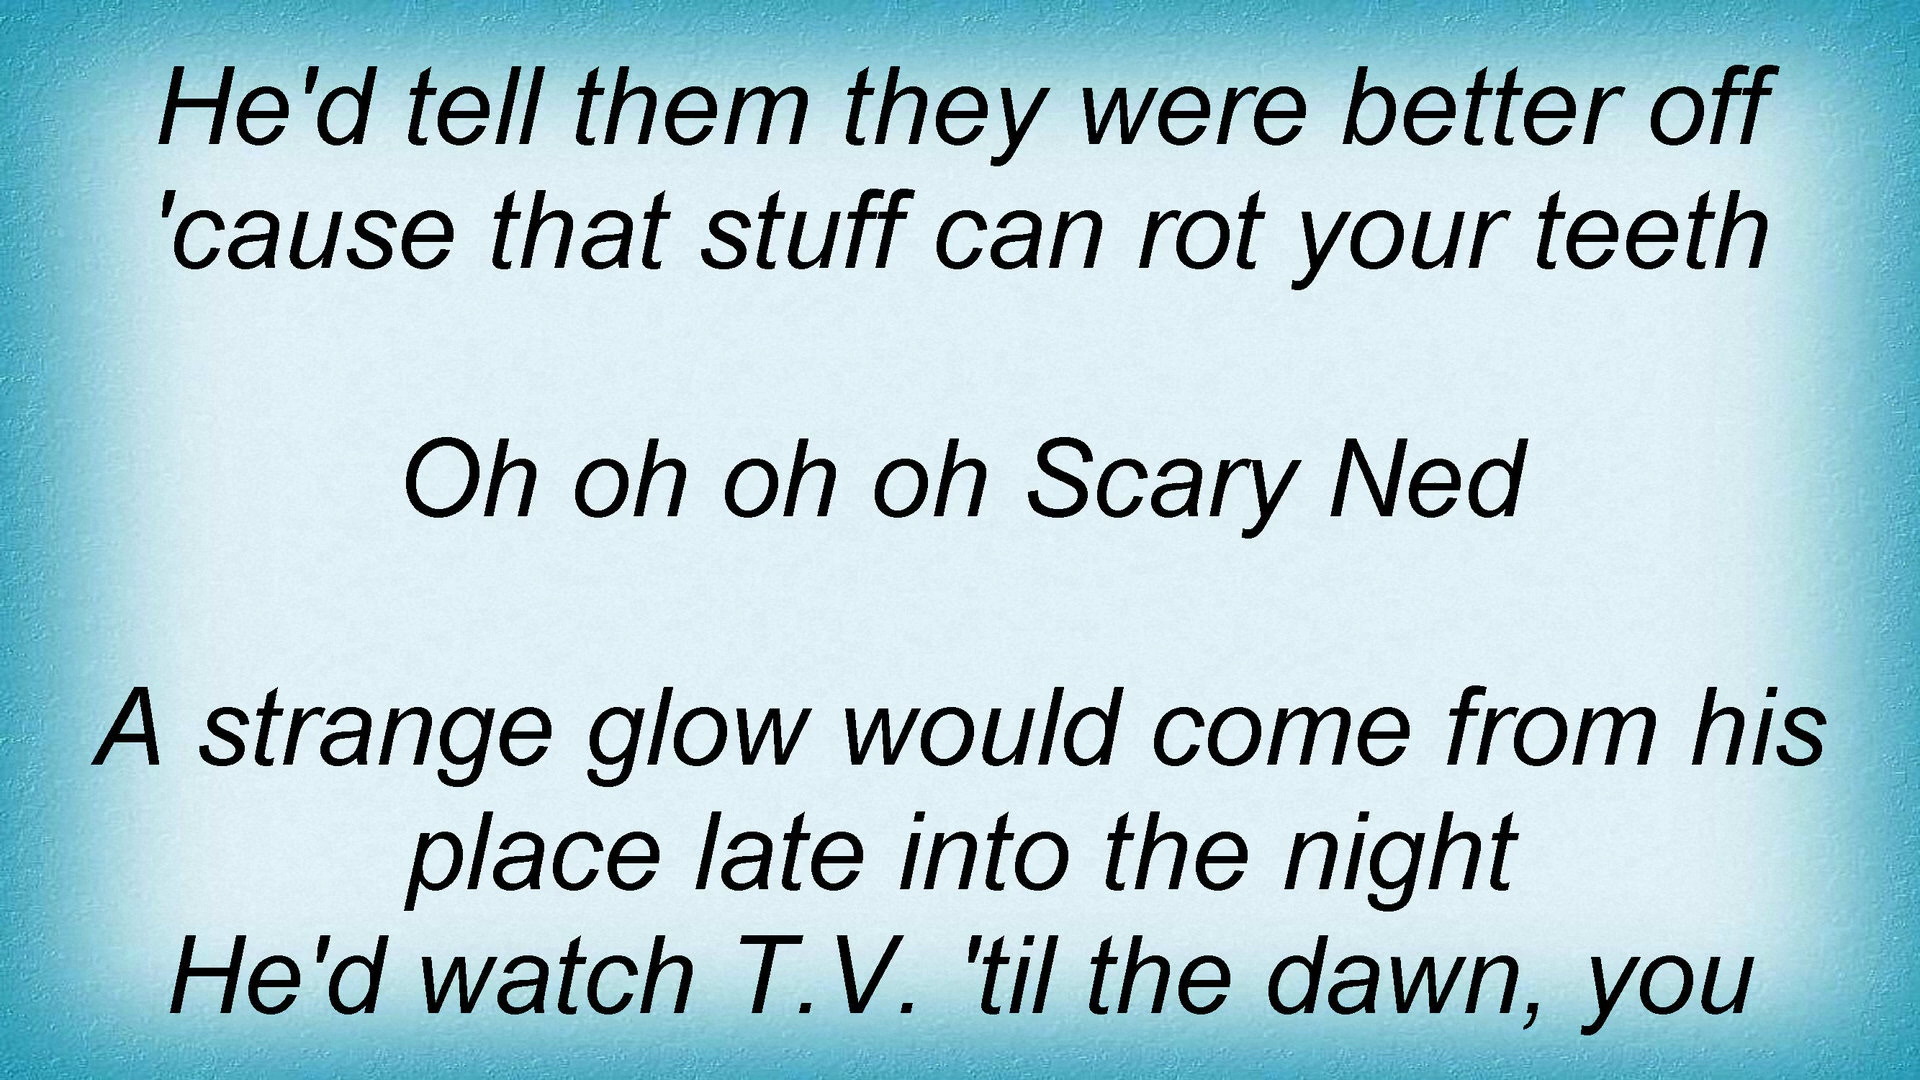 He'd tell them they were better off
'cause that stuff can rot your teeth
Oh oh oh oh Scary Ned
A strange glow would come from his
place late into the night
He'd watch T.V. 'til the dawn, you